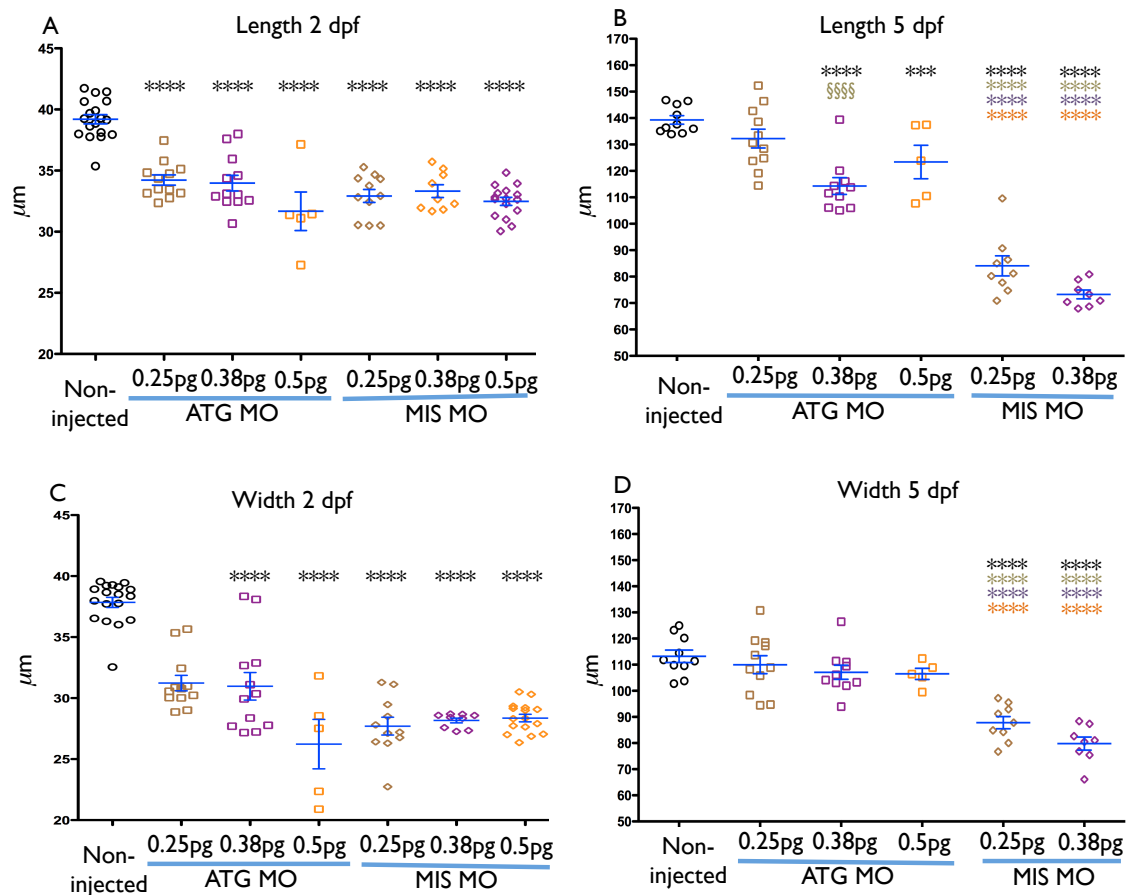 A
Length 2 dpf
45
40
35
30
25
20
µm
**** **** **** **** **** ****
Non-
injected
0.25pg 0.38pg 0.5pg 0.25pg 0.38pg 0.5pg
ATG MO MIS MO
B
Length 5 dpf
170
160
150
140
130
120
110
100
90
80
70
60
50
µm
**** *** **** ****
§§§§ **** ****
**** ****
**** ****
Non-
injected
0.25pg 0.38pg 0.5pg 0.25pg 0.38pg
ATG MO MIS MO
C
Width 2 dpf
45
40
35
30
25
20
µm
**** **** **** **** ****
Non-
injected
0.25pg 0.38pg 0.5pg 0.25pg 0.38pg 0.5pg
ATG MO MIS MO
D
Width 5 dpf
170
160
150
140
130
120
110
100
90
80
70
60
50
µm
**** ****
**** ****
**** ****
**** ****
Non-
injected
0.25pg 0.38pg 0.5pg 0.25pg 0.38pg
ATG MO MIS MO